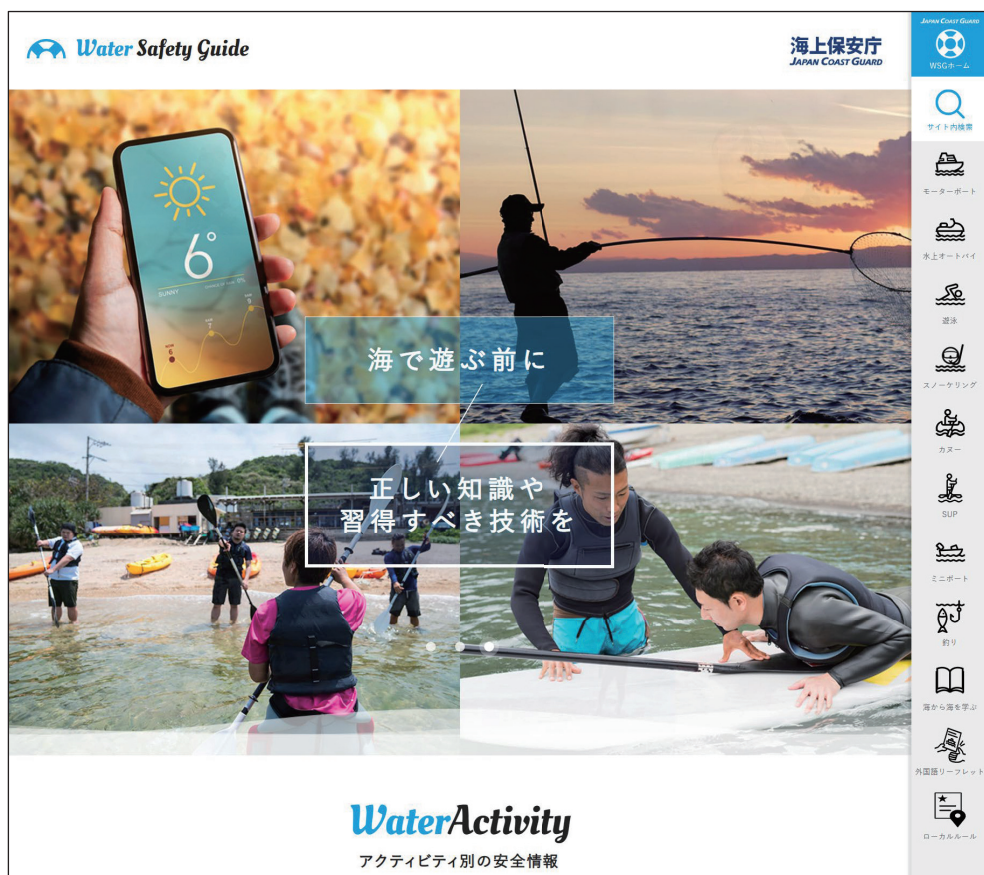 Water Safety Guide
海上保安庁
JAPAN COAST GUARD
6°
SUNNY
海で遊ぶ前に
正しい知識や
習得すべき技術を
WaterActivity
アクティビティ別の安全情報
JAPAN COAST GUARD
WSGホーム
サイト内検索
モーターボート
水上オートバイ
遊泳
スノーケリング
カヌー
SUP
ミニボート
釣り
海から海を学ぶ
外国語リーフレット
ローカルルール